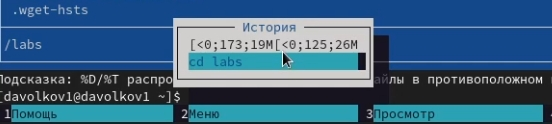 .wget-hsts
/labs
История
[<0;173;19M[<0;125;26M
cd labs
Подсказка: %D/%T распро йлы в противоположном
[davolkov1@davolkov1 ~]$
1Помощь 2Меню 3Просмотр